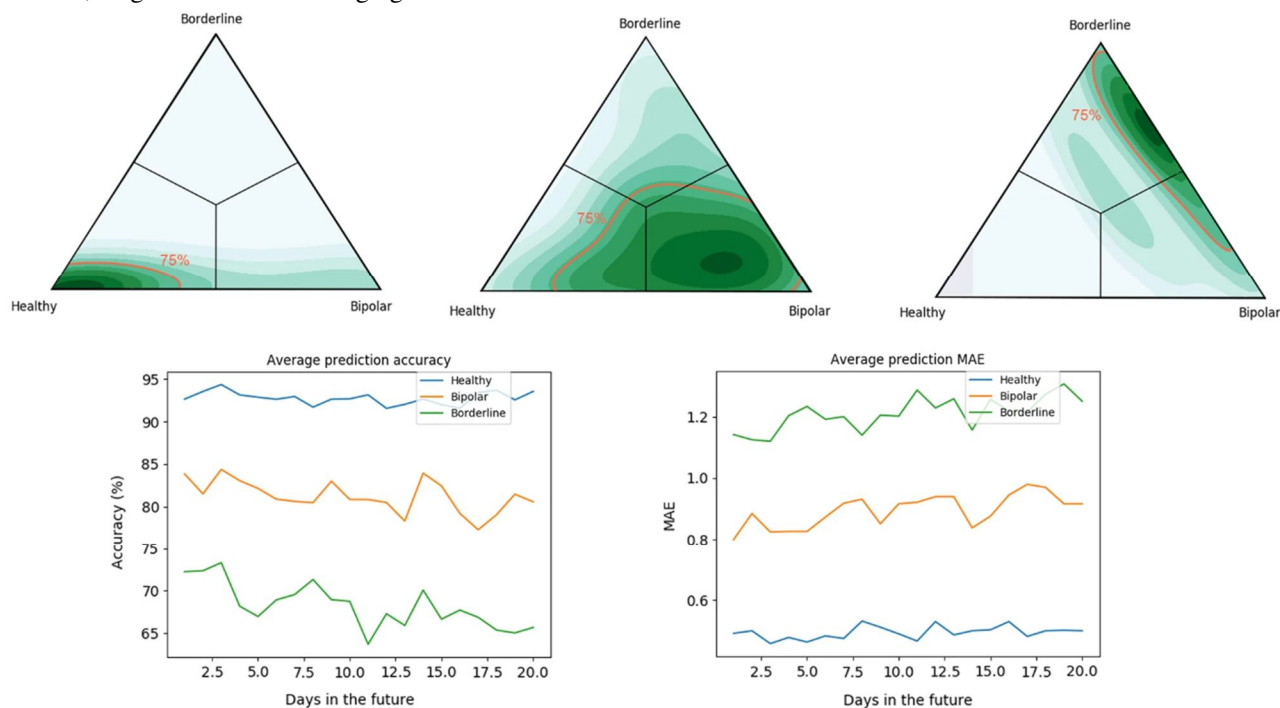 Borderline
75%
Healthy
Bipolar
Borderline
75%
Healthy
Bipolar
Borderline
75%
Healthy
Bipolar
Average prediction accuracy
Healthy
Bipolar
Borderline
95
90
85
80
75
70
65
Accuracy (%)
2.5 5.0 7.5 10.0 12.5 15.0 17.5 20.0
Days in the future
Average prediction MAE
Healthy
Bipolar
Borderline
1.2
1.0
0.8
0.6
MAE
2.5 5.0 7.5 10.0 12.5 15.0 17.5 20.0
Days in the future